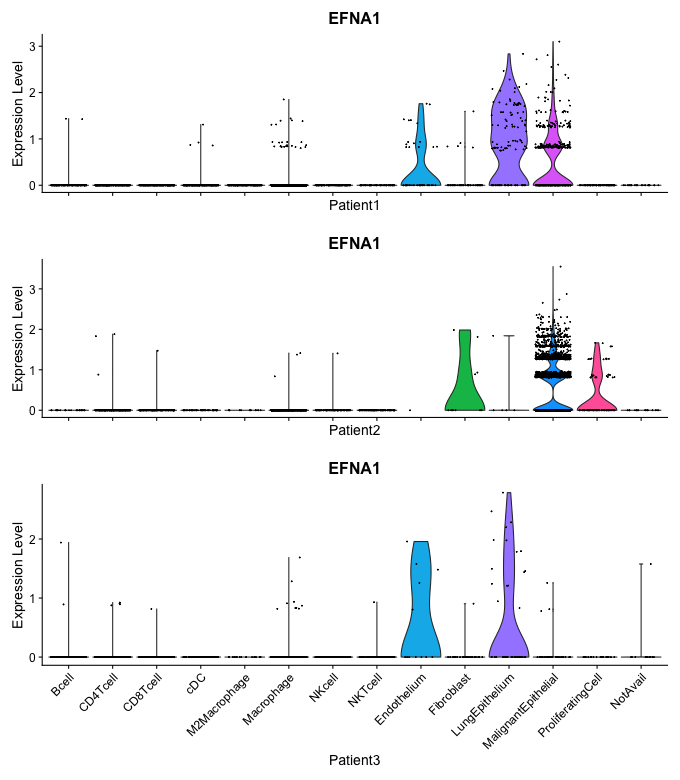 EFNA1
Expression Level
3
2
1
0
Patient1
EFNA1
Expression Level
3
2
1
0
Patient2
EFNA1
Expression Level
2
1
0
Bcell
CD4Tcell
CD8Tcell
cDC
M2Macrophage
Macrophage
NKcell
NKTcell
Endothelium
Fibroblast
LungEpithelium
MalignantEpithelial
ProliferatingCell
NotAvail
Patient3